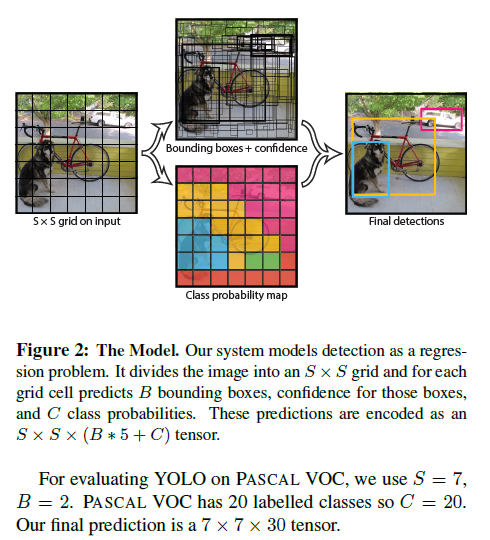 Bounding boxes + confidence
S × S grid on input
Final detections
Class probability map
Figure 2: The Model. Our system models detection as a regres-
sion problem. It divides the image into an S × S grid and for each
grid cell predicts B bounding boxes, confidence for those boxes,
and C class probabilities. These predictions are encoded as an
S × S × (B ∗ 5 + C) tensor.
For evaluating YOLO on PASCAL VOC, we use S = 7,
B = 2. PASCAL VOC has 20 labelled classes so C = 20.
Our final prediction is a 7 × 7 × 30 tensor.